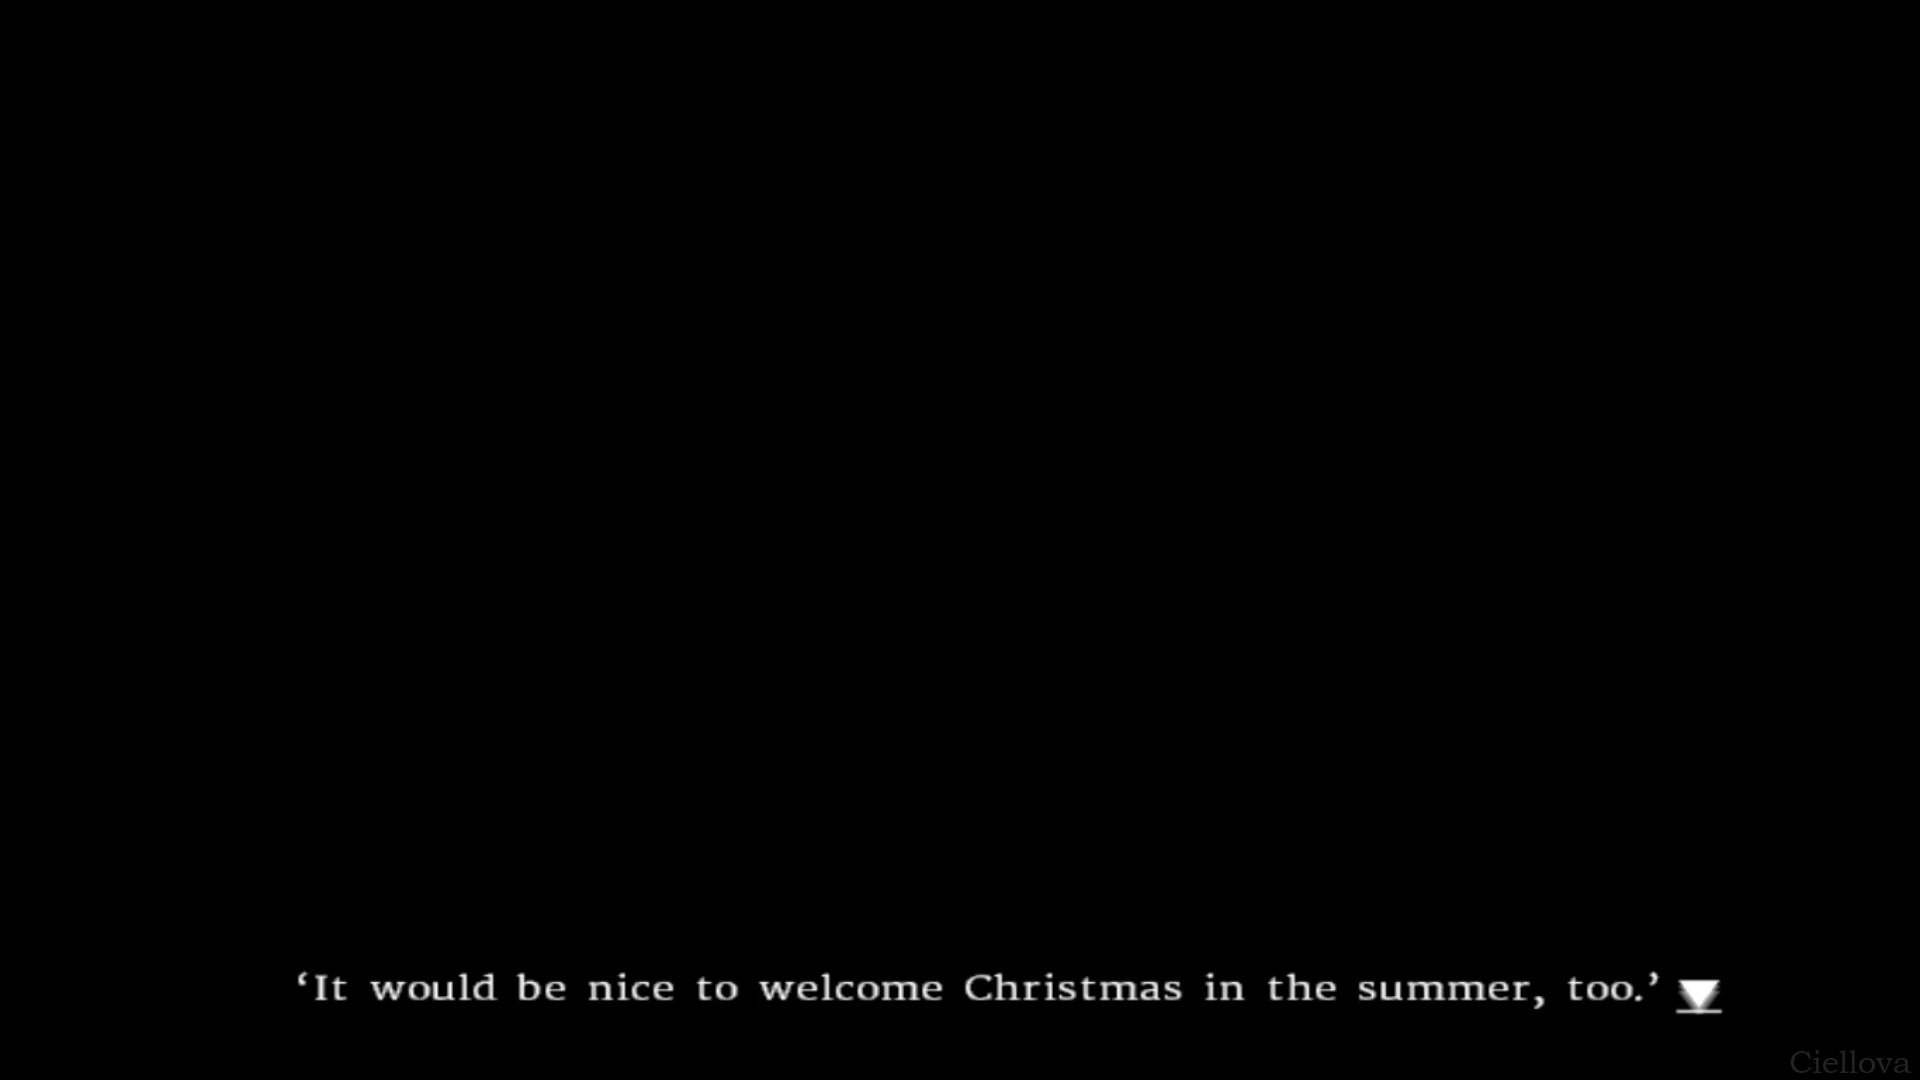 ‘It would be nice to welcome Christmas in the summer, too.’
Ciellova